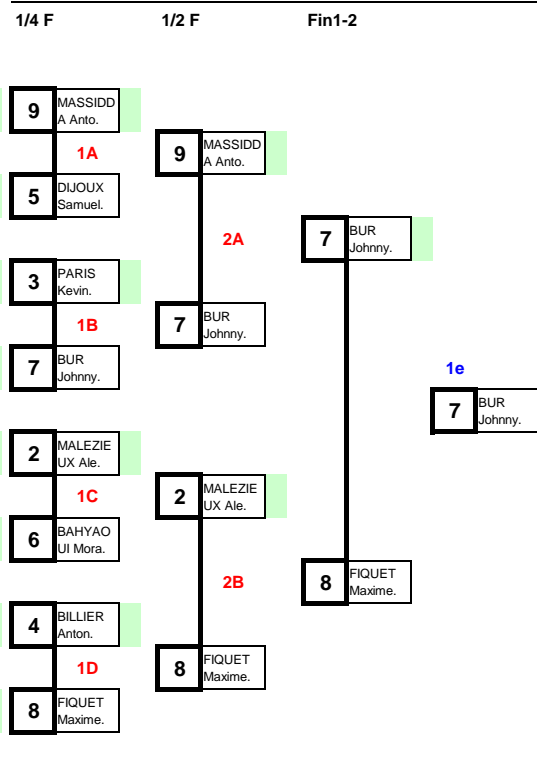 1/4 F 1/2 F Fin1-2
9 MASSIDD
A Anto.
1A
5 DIJOUX
Samuel.
3 PARIS
Kevin.
1B
7 BUR
Johnny.
2 MALEZIE
UX Ale.
1C
6 BAHYAO
UI Mora.
4 BILLIER
Anton.
1D
8 FIQUET
Maxime.
9 MASSIDD
A Anto.
2A
7 BUR
Johnny.
2 MALEZIE
UX Ale.
2B
8 FIQUET
Maxime.
7 BUR
Johnny.
8 FIQUET
Maxime.
1e
7 BUR
Johnny.